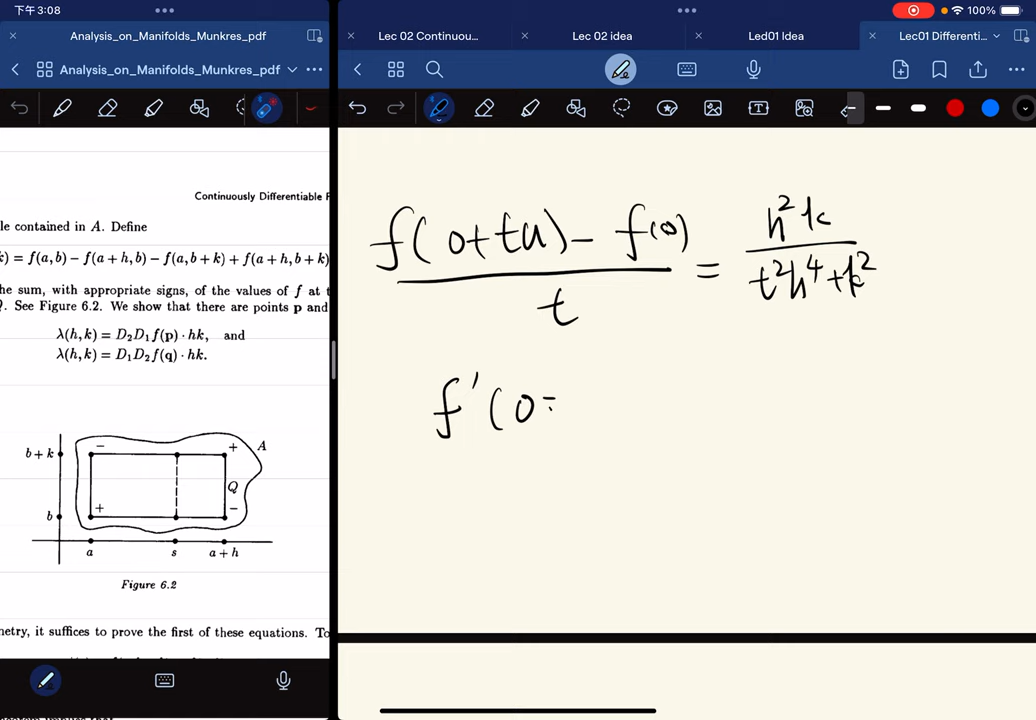 下午3:08
100%
Analysis_on_Manifolds_Munkres_pdf
Lec 02 Continuou...
Lec 02 idea
Led01 Idea
Lec01 Differenti...
Analysis_on_Manifolds_Munkres_pdf
Continuously Differentiable F
le contained in A. Define
k) = f(a,b) − f(a+h,b) − f(a,b+k) + f(a+h,b+k)
he sum, with appropriate signs, of the values of f at t
Q. See Figure 6.2. We show that there are points p and
λ(h,k) = D₂D₁f(p)·hk, and
λ(h,k) = D₁D₂f(q)·hk.
b+k
− + A
Q
b
+ −
a s a+h
Figure 6.2
netry, it suffices to prove the first of these equations. To
f(0+tu) − f(0) / t = h²k / t²h⁴+k²
f'(0=